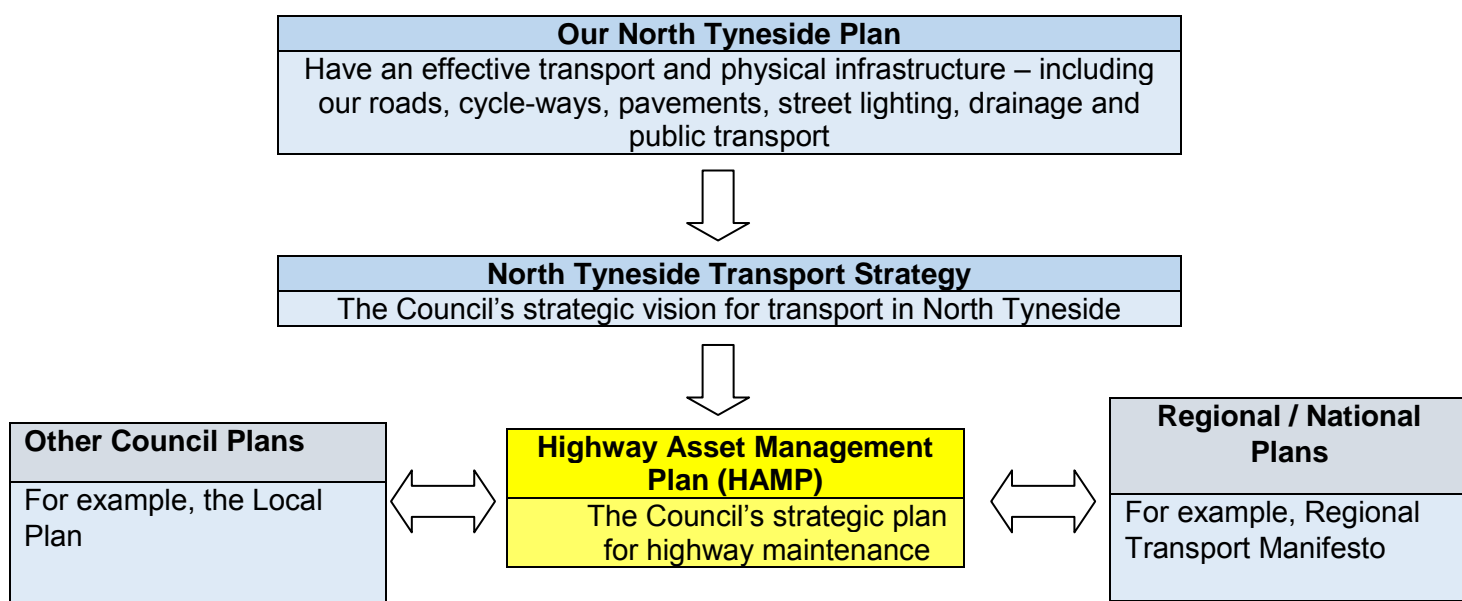 Our North Tyneside Plan
Have an effective transport and physical infrastructure – including
our roads, cycle-ways, pavements, street lighting, drainage and
public transport
North Tyneside Transport Strategy
The Council’s strategic vision for transport in North Tyneside
Other Council Plans
For example, the Local
Plan
Highway Asset Management
Plan (HAMP)
The Council’s strategic plan
for highway maintenance
Regional / National
Plans
For example, Regional
Transport Manifesto